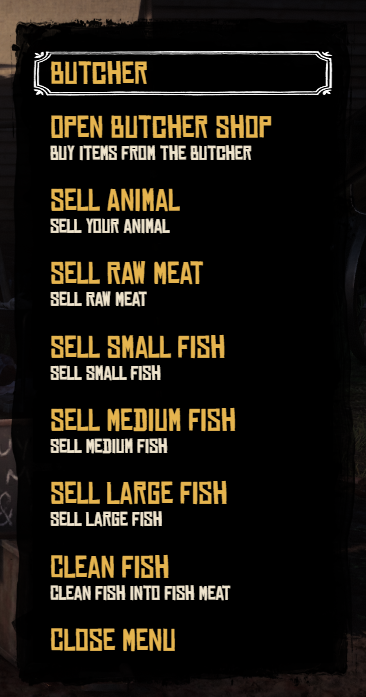 BUTCHER
OPEN BUTCHER SHOP
BUY ITEMS FROM THE BUTCHER
SELL ANIMAL
SELL YOUR ANIMAL
SELL RAW MEAT
SELL RAW MEAT
SELL SMALL FISH
SELL SMALL FISH
SELL MEDIUM FISH
SELL MEDIUM FISH
SELL LARGE FISH
SELL LARGE FISH
CLEAN FISH
CLEAN FISH INTO FISH MEAT
CLOSE MENU